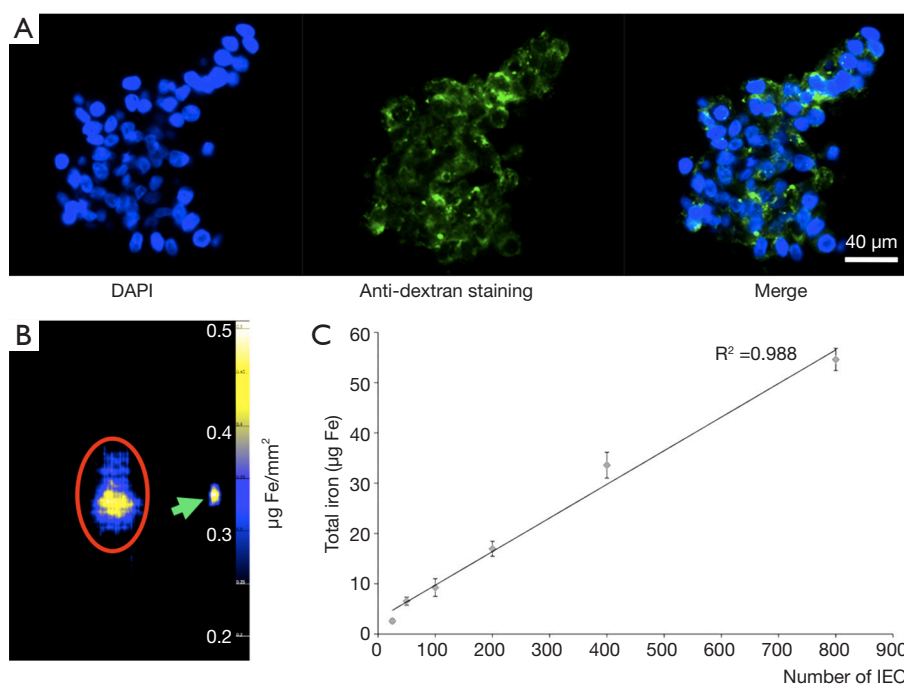 A
DAPI
Anti-dextran staining
Merge
40 µm
B
0.5
0.4
0.3
0.2
µg Fe/mm²
C
R² =0.988
Total iron (µg Fe)
60
50
40
30
20
10
0
0 100 200 300 400 500 600 700 800 900
Number of IEQ